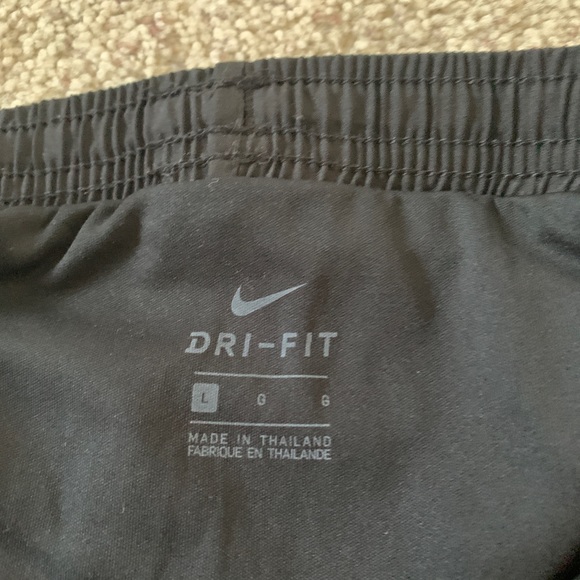 DRI-FIT
L G G
MADE IN THAILAND
FABRIQUE EN THAILANDE